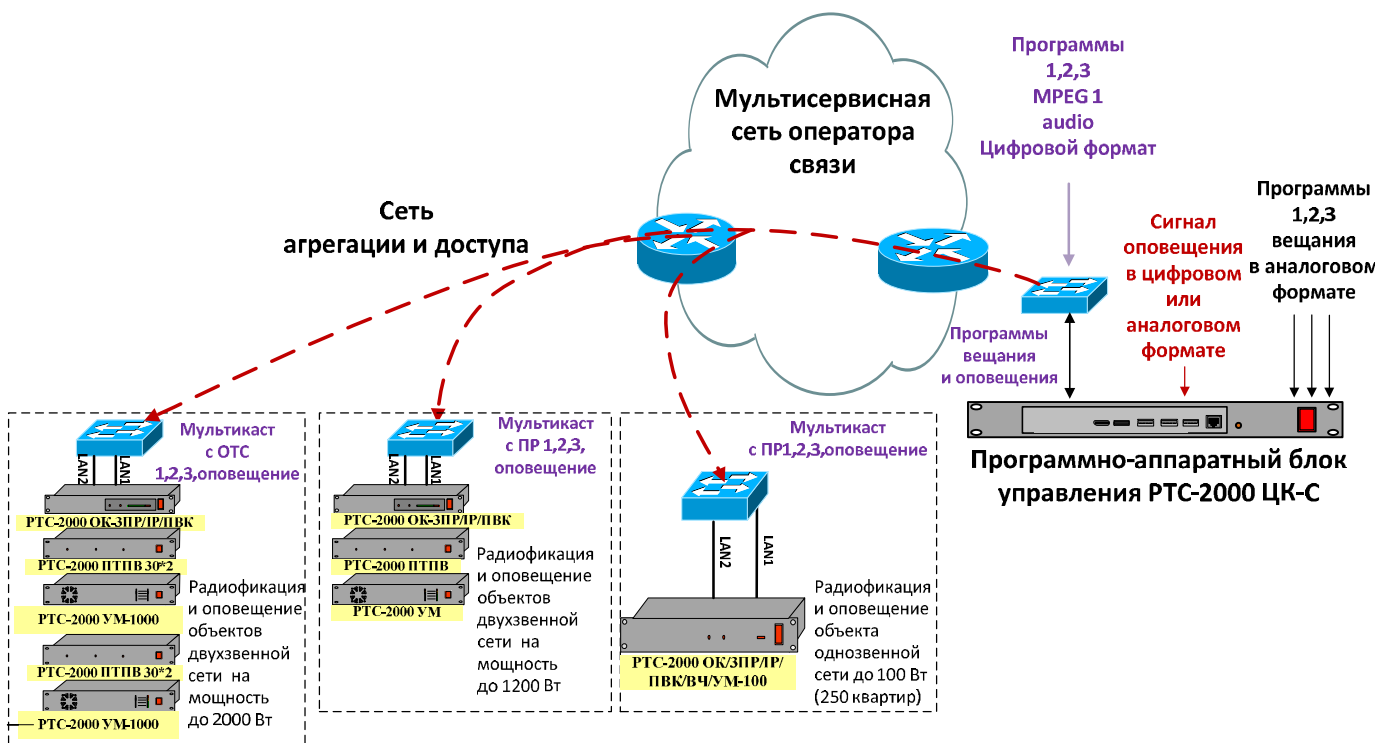 Мультисервисная
сеть оператора
связи
Программы
1,2,3
MPEG 1
audio
Цифровой формат
Сеть
агрегации и доступа
Сигнал
оповещения
в цифровом
или
аналоговом
формате
Программы
1,2,3
вещания
в аналоговом
формате
Программы
вещания
и оповещения
Программно-аппаратный блок
управления РТС-2000 ЦК-С
Мультикаст
с ОТС
1,2,3,оповещение
LAN2
LAN1
РТС-2000 ОК-3ПР/IP/ПВК
РТС-2000 ПТПВ 30*2
РТС-2000 УМ-1000
РТС-2000 ПТПВ 30*2
РТС-2000 УМ-1000
Радиофикация
и оповещение
объектов
двухзвенной
сети на
мощность
до 2000 Вт
Мультикаст
с ПР 1,2,3,
оповещение
LAN2
LAN1
РТС-2000 ОК-3ПР/IP/ПВК
РТС-2000 ПТПВ
РТС-2000 УМ
Радиофикация
и оповещение
объектов
двухзвенной
сети на
мощность
до 1200 Вт
Мультикаст
с ПР1,2,3,оповещение
LAN2
LAN1
РТС-2000 ОК/3ПР/IP/
ПВК/ВЧ/УМ-100
Радиофикация
и оповещение
объекта
однозвенной
сети до 100 Вт
(250 квартир)